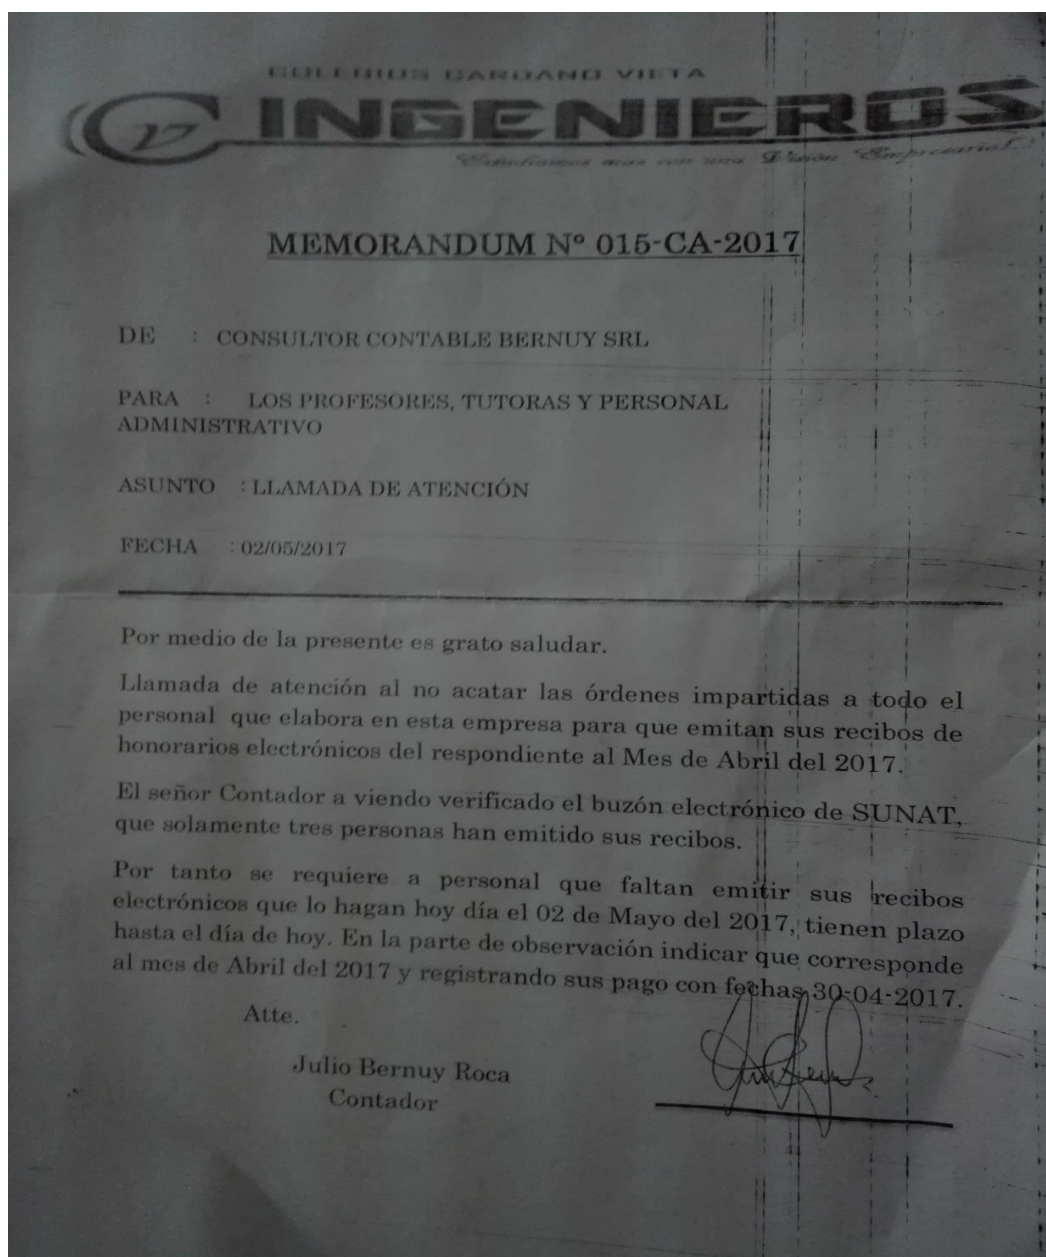 COLEGIOS CARDANO VIETA
INGENIEROS
Estudiamos mas con una Visión Empresarial
MEMORANDUM Nº 015-CA-2017
DE : CONSULTOR CONTABLE BERNUY SRL
PARA : LOS PROFESORES, TUTORAS Y PERSONAL
ADMINISTRATIVO
ASUNTO : LLAMADA DE ATENCIÓN
FECHA : 02/05/2017
Por medio de la presente es grato saludar.
Llamada de atención al no acatar las órdenes impartidas a todo el
personal que elabora en esta empresa para que emitan sus recibos de
honorarios electrónicos del respondiente al Mes de Abril del 2017.
El señor Contador a viendo verificado el buzón electrónico de SUNAT,
que solamente tres personas han emitido sus recibos.
Por tanto se requiere a personal que faltan emitir sus recibos
electrónicos que lo hagan hoy día el 02 de Mayo del 2017, tienen plazo
hasta el día de hoy. En la parte de observación indicar que corresponde
al mes de Abril del 2017 y registrando sus pago con fechas 30-04-2017.
Atte.
Julio Bernuy Roca
Contador